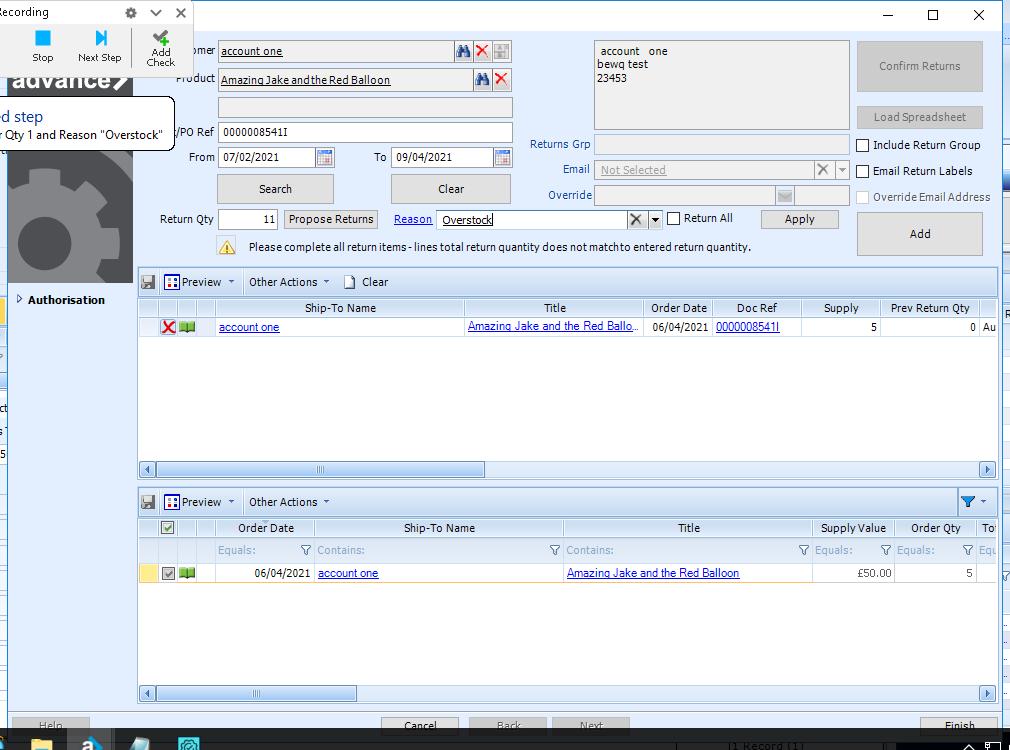 Recording
Stop
Next Step
Add
Check
advance
ed step
Qty 1 and Reason "Overstock"
Authorisation
omer account one
Product Amazing Jake and the Red Balloon
/PO Ref 0000008541I
From 07/02/2021 To 09/04/2021
Search Clear
Return Qty 11 Propose Returns Reason Overstock Return All Apply
Please complete all return items - lines total return quantity does not match to entered return quantity.
account one
bewq test
23453
Returns Grp
Email Not Selected
Override
Confirm Returns
Load Spreadsheet
Include Return Group
Email Return Labels
Override Email Address
Add
Preview Other Actions Clear
Ship-To Name Title Order Date Doc Ref Supply Prev Return Qty
account one Amazing Jake and the Red Ballo... 06/04/2021 0000008541I 5 0 Au
Preview Other Actions
Order Date Ship-To Name Title Supply Value Order Qty Tot
Equals: Contains: Contains: Equals: Equals: Equ
06/04/2021 account one Amazing Jake and the Red Balloon £50.00 5
Help Cancel Back Next Finish